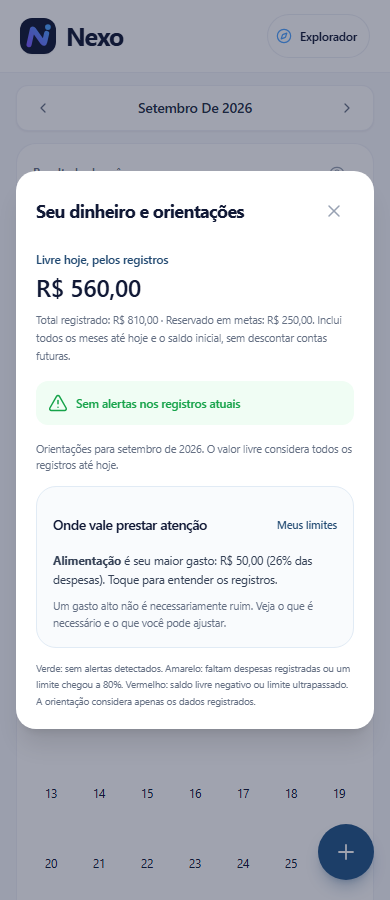 Nexo
Explorador
Setembro De 2026
Seu dinheiro e orientações
Livre hoje, pelos registros
R$ 560,00
Total registrado: R$ 810,00 · Reservado em metas: R$ 250,00. Inclui
todos os meses até hoje e o saldo inicial, sem descontar contas
futuras.
Sem alertas nos registros atuais
Orientações para setembro de 2026. O valor livre considera todos os
registros até hoje.
Onde vale prestar atenção
Meus limites
Alimentação é seu maior gasto: R$ 50,00 (26% das
despesas). Toque para entender os registros.
Um gasto alto não é necessariamente ruim. Veja o que é
necessário e o que você pode ajustar.
Verde: sem alertas detectados. Amarelo: faltam despesas registradas ou um
limite chegou a 80%. Vermelho: saldo livre negativo ou limite ultrapassado.
A orientação considera apenas os dados registrados.
13 14 15 16 17 18 19
20 21 22 23 24 25